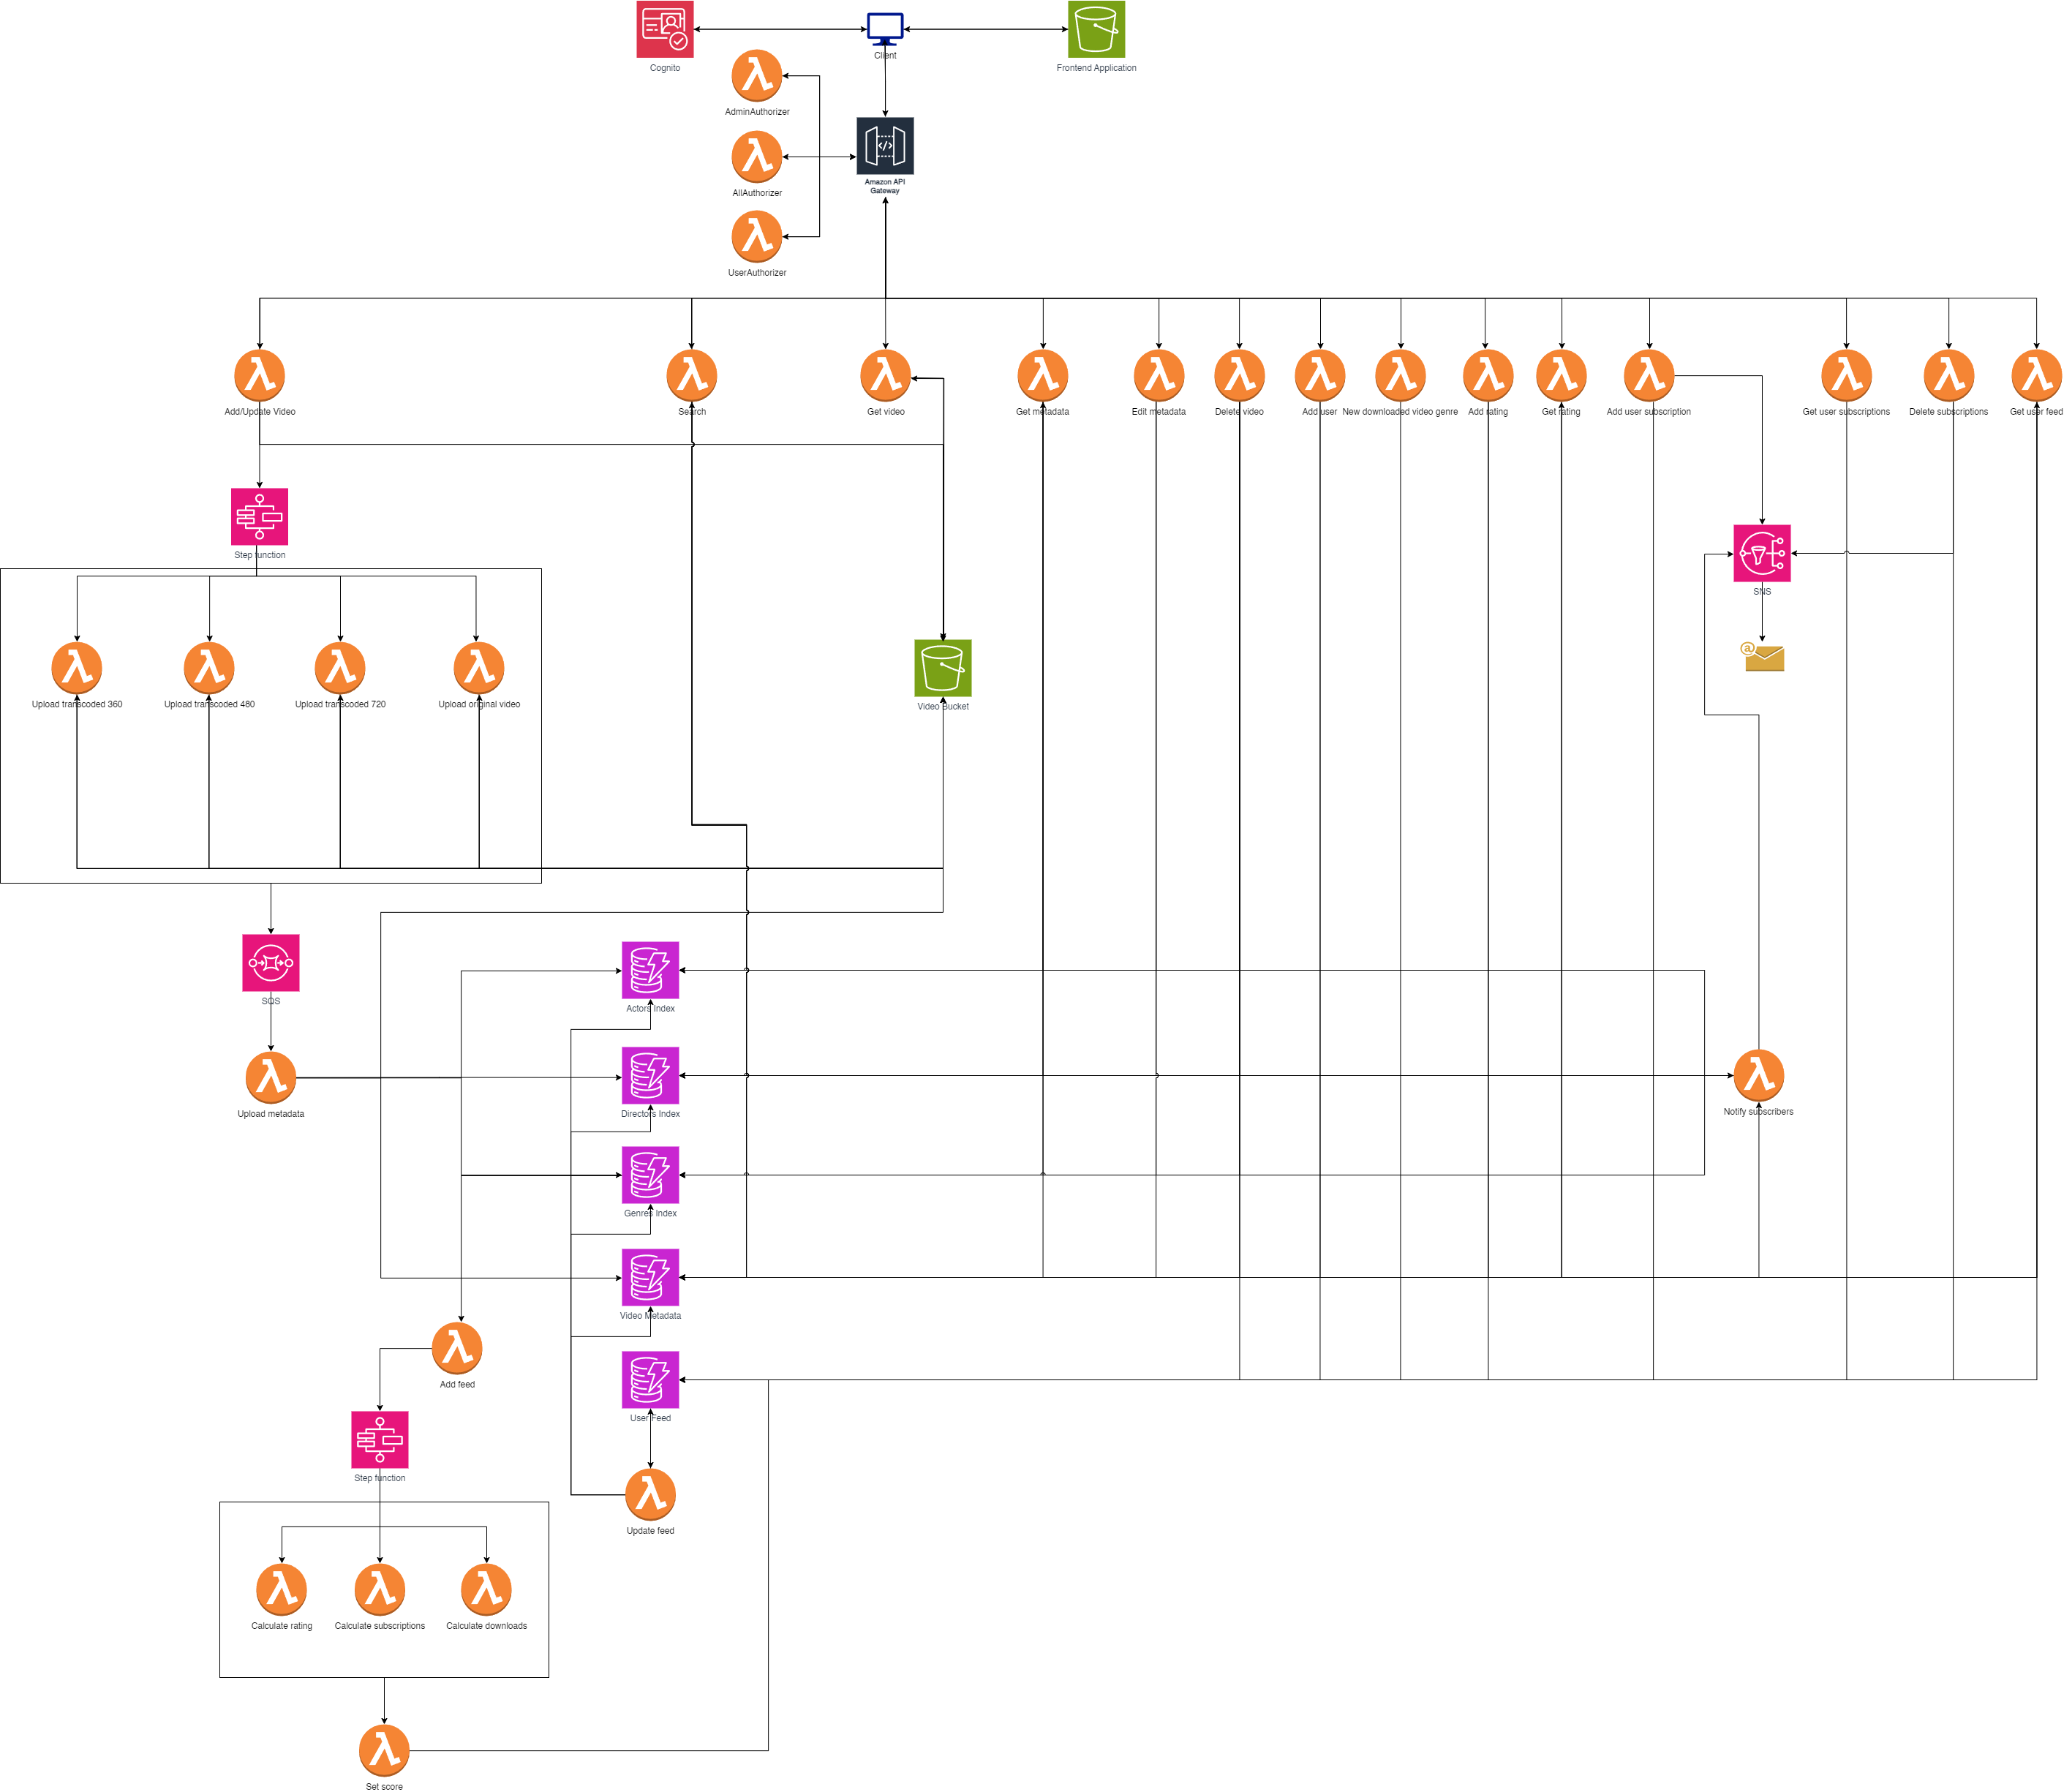 Cognito
Client
Frontend Application
AdminAuthorizer
AllAuthorizer
Amazon API
Gateway
UserAuthorizer
Add/Update Video
Search
Get video
Get metadata
Edit metadata
Delete video
Add user
New downloaded video genre
Add rating
Get rating
Add user subscription
Get user subscriptions
Delete subscriptions
Get user feed
Step function
SNS
@
Upload transcoded 360
Upload transcoded 480
Upload transcoded 720
Upload original video
Video Bucket
SQS
Actors Index
Upload metadata
Directors Index
Notify subscribers
Genres Index
Video Metadata
Add feed
User Feed
Step function
Update feed
Calculate rating
Calculate subscriptions
Calculate downloads
Set score